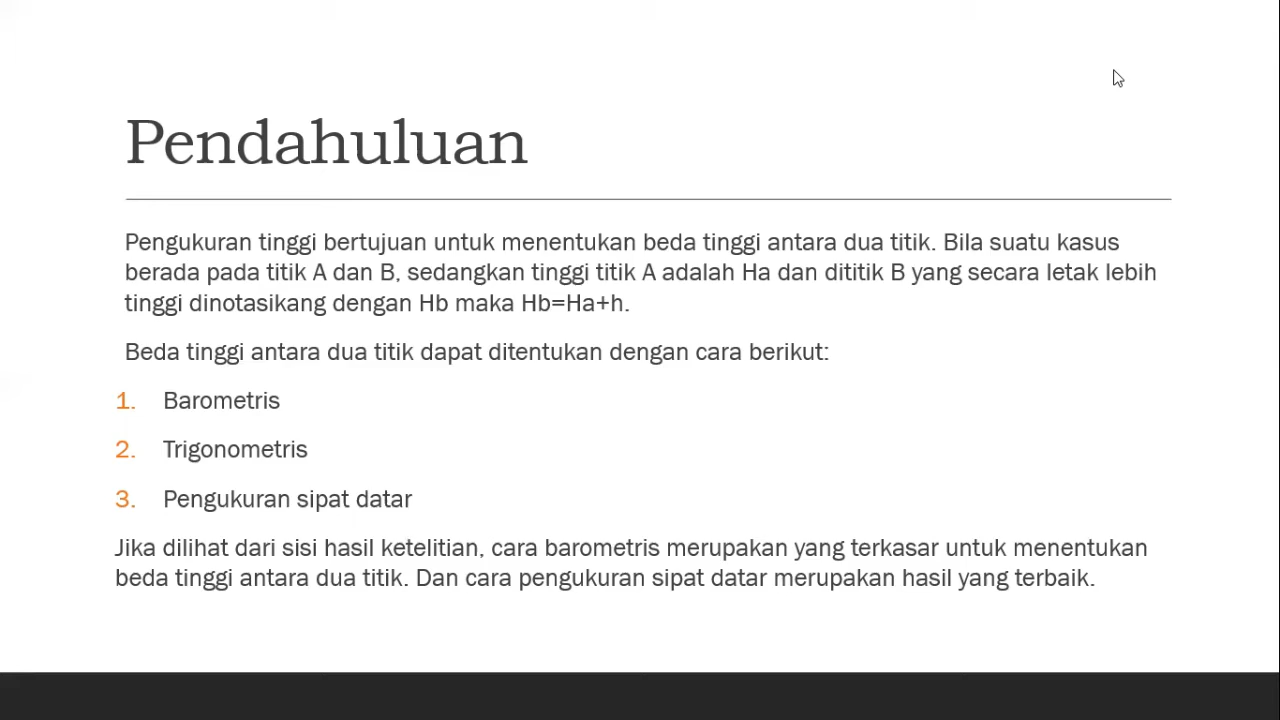 Pendahuluan
Pengukuran tinggi bertujuan untuk menentukan beda tinggi antara dua titik. Bila suatu kasus
berada pada titik A dan B, sedangkan tinggi titik A adalah Ha dan dititik B yang secara letak lebih
tinggi dinotasikang dengan Hb maka Hb=Ha+h.
Beda tinggi antara dua titik dapat ditentukan dengan cara berikut:
1. Barometris
2. Trigonometris
3. Pengukuran sipat datar
Jika dilihat dari sisi hasil ketelitian, cara barometris merupakan yang terkasar untuk menentukan
beda tinggi antara dua titik. Dan cara pengukuran sipat datar merupakan hasil yang terbaik.